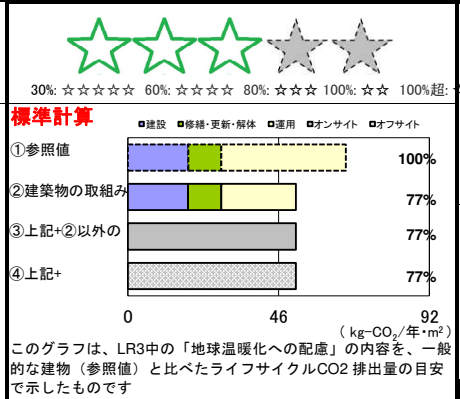 30%: ☆☆☆☆☆ 60%: ☆☆☆☆ 80%: ☆☆☆ 100%: ☆☆ 100%超:
標準計算
■建設 ■修繕・更新・解体 □運用 ■オンサイト □オフサイト
①参照値 100%
②建築物の取組み 77%
③上記+②以外の 77%
④上記+ 77%
0 46 92
( kg-CO₂/年・m² )
このグラフは、LR3中の「地球温暖化への配慮」の内容を、一般
的な建物（参照値）と比べたライフサイクルCO2 排出量の目安
で示したものです